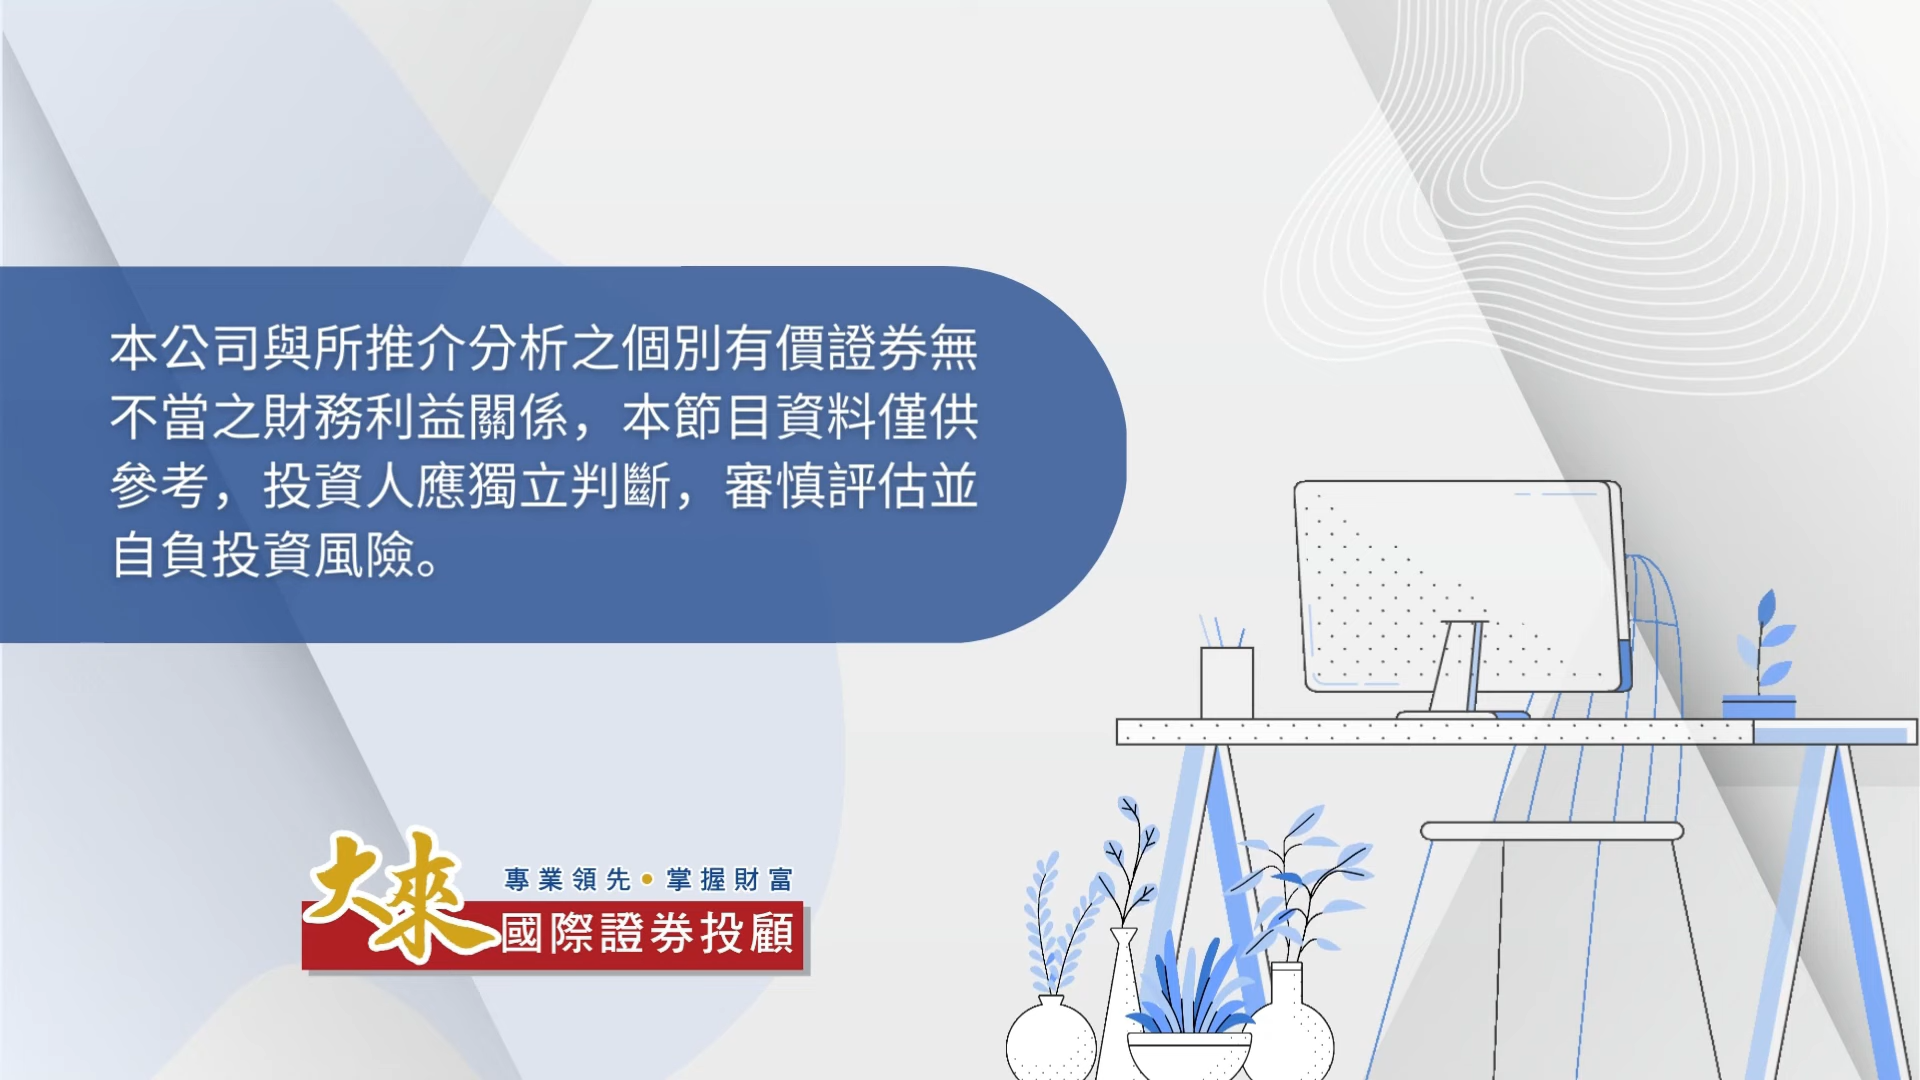 本公司與所推介分析之個別有價證券無
不當之財務利益關係，本節目資料僅供
參考，投資人應獨立判斷，審慎評估並
自負投資風險。
大來
專業領先•掌握財富
國際證券投顧